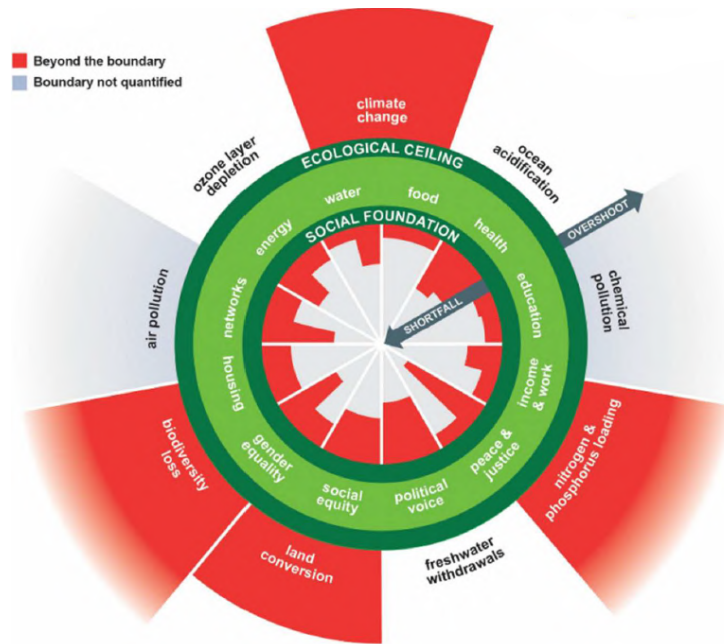 Beyond the boundary
Boundary not quantified
climate
change
ozone layer
depletion
ocean
acidification
ECOLOGICAL CEILING
water
food
energy
health
SOCIAL FOUNDATION
OVERSHOOT
air pollution
networks
education
SHORTFALL
chemical
pollution
housing
income
& work
biodiversity
loss
gender
equality
peace &
justice
nitrogen &
phosphorus loading
social
equity
political
voice
land
conversion
freshwater
withdrawals